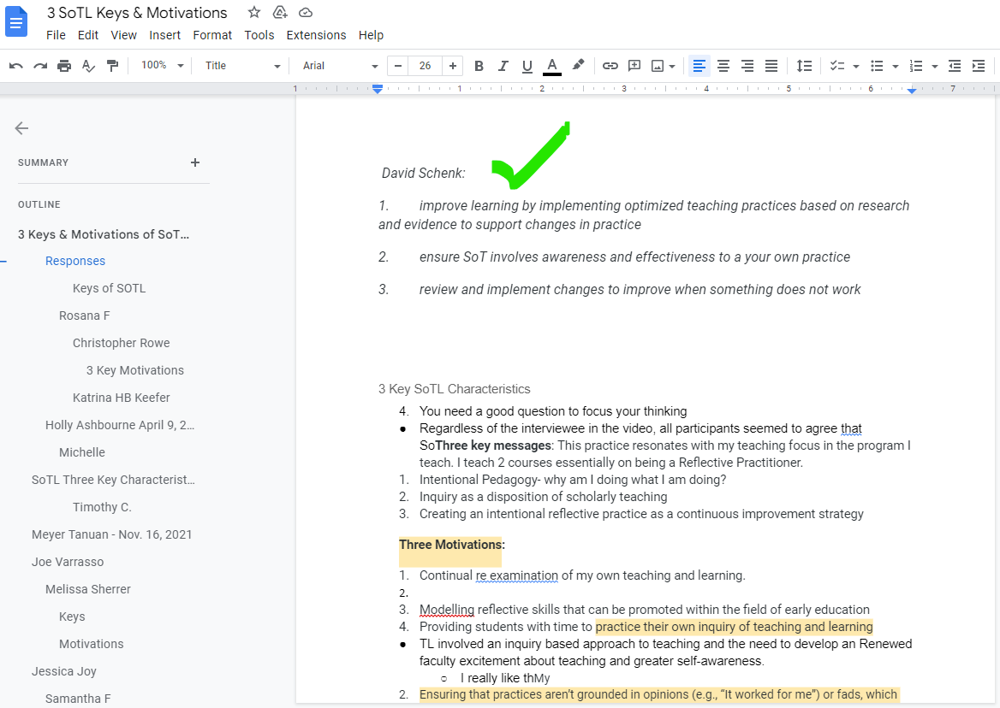 3 SoTL Keys & Motivations
File Edit View Insert Format Tools Extensions Help
100% Title Arial 26 B I U A
1 1 2 3 4 5 6 7
SUMMARY
OUTLINE
3 Keys & Motivations of SoT...
Responses
Keys of SOTL
Rosana F
Christopher Rowe
3 Key Motivations
Katrina HB Keefer
Holly Ashbourne April 9, 2...
Michelle
SoTL Three Key Characterist...
Timothy C.
Meyer Tanuan - Nov. 16, 2021
Joe Varrasso
Melissa Sherrer
Keys
Motivations
Jessica Joy
Samantha F
David Schenk:
1. improve learning by implementing optimized teaching practices based on research
and evidence to support changes in practice
2. ensure SoT involves awareness and effectiveness to a your own practice
3. review and implement changes to improve when something does not work
3 Key SoTL Characteristics
4. You need a good question to focus your thinking
● Regardless of the interviewee in the video, all participants seemed to agree that
SoThree key messages: This practice resonates with my teaching focus in the program I
teach. I teach 2 courses essentially on being a Reflective Practitioner.
1. Intentional Pedagogy- why am I doing what I am doing?
2. Inquiry as a disposition of scholarly teaching
3. Creating an intentional reflective practice as a continuous improvement strategy
Three Motivations:
1. Continual re examination of my own teaching and learning.
2.
3. Modelling reflective skills that can be promoted within the field of early education
4. Providing students with time to practice their own inquiry of teaching and learning
● TL involved an inquiry based approach to teaching and the need to develop an Renewed
faculty excitement about teaching and greater self-awareness.
○ I really like thMy
2. Ensuring that practices aren't grounded in opinions (e.g., “It worked for me”) or fads, which